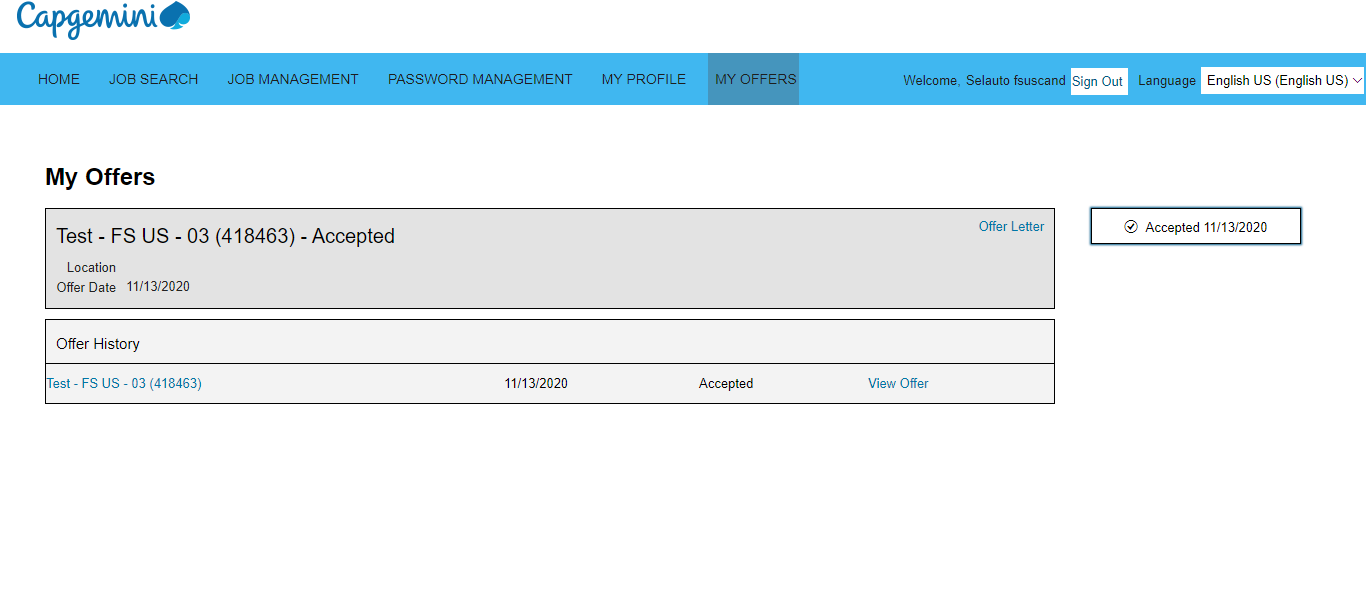 Capgemini
HOME JOB SEARCH JOB MANAGEMENT PASSWORD MANAGEMENT MY PROFILE MY OFFERS Welcome, Selauto fsuscand Sign Out Language English US (English US)
My Offers
Test - FS US - 03 (418463) - Accepted
Offer Letter
Accepted 11/13/2020
Location
Offer Date 11/13/2020
Offer History
Test - FS US - 03 (418463) 11/13/2020 Accepted View Offer